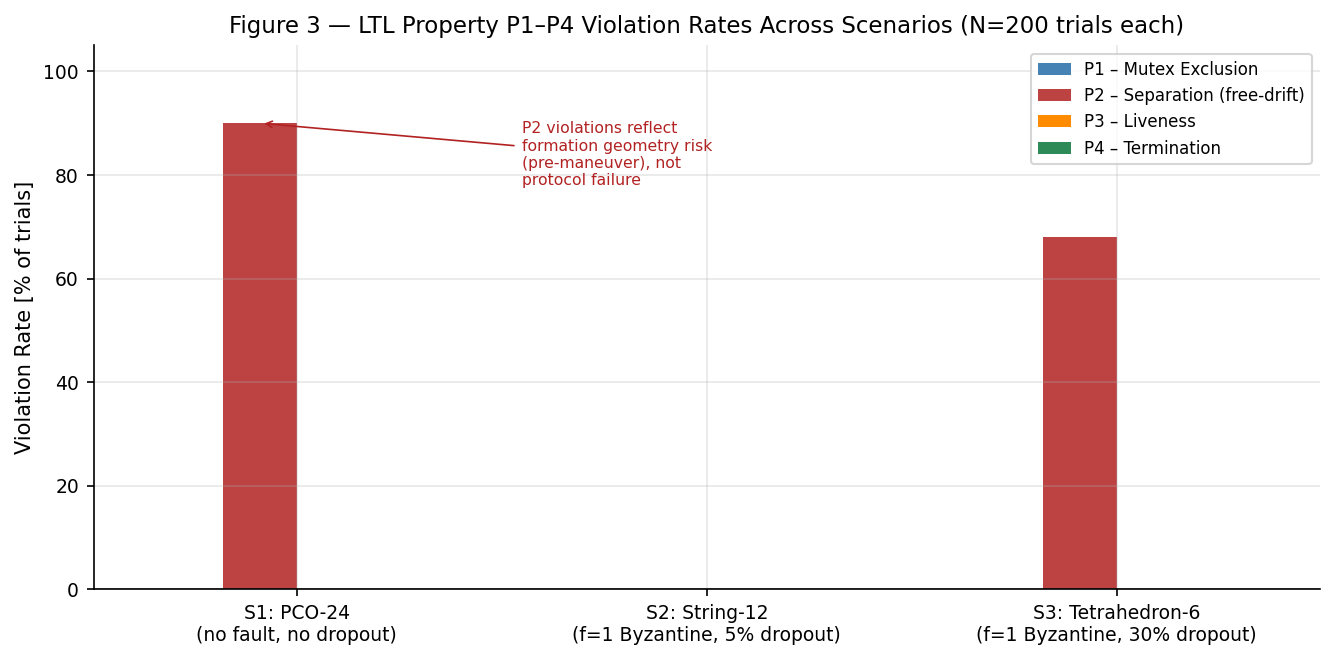 Figure 3 — LTL Property P1–P4 Violation Rates Across Scenarios (N=200 trials each)
Violation Rate [% of trials]
100
80
60
40
20
0
P1 – Mutex Exclusion
P2 – Separation (free-drift)
P3 – Liveness
P4 – Termination
P2 violations reflect
formation geometry risk
(pre-maneuver), not
protocol failure
S1: PCO-24
(no fault, no dropout)
S2: String-12
(f=1 Byzantine, 5% dropout)
S3: Tetrahedron-6
(f=1 Byzantine, 30% dropout)